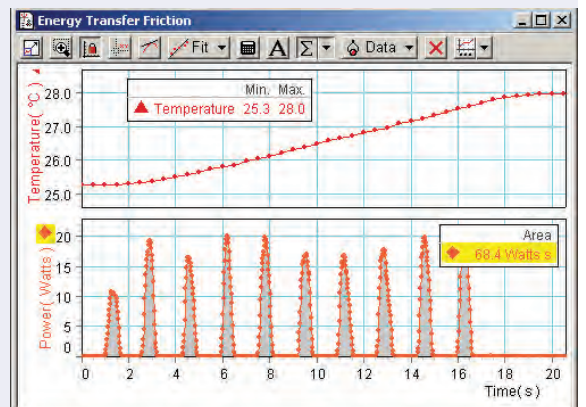 Energy Transfer Friction
Fit A Σ Data
Min. Max.
Temperature 25.3 28.0
Temperature( °C )
28.0
27.0
26.0
25.0
Area
68.4 Watts s
Power( Watts )
20
15
10
5
0
0 2 4 6 8 10 12 14 16 18 20
Time( s )